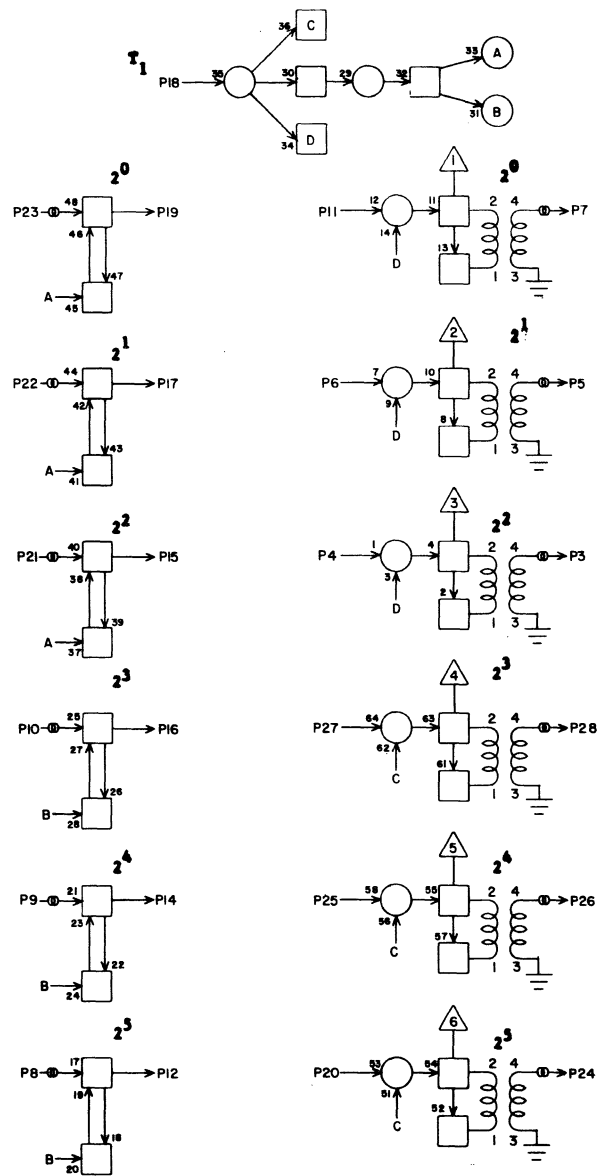 36 C
T1 P18 35 30 29 32 33 A
31 B
34 D
2^0 1 2^0
P23 48 P19 P11 12 11 2 4 P7
46 14 13
47 D 1 3
A 45
2^1 2 2^1
P22 44 P17 P6 7 10 2 4 P5
42 9 8
43 D 1 3
A 41
2^2 3 2^2
P21 40 P15 P4 1 4 2 4 P3
38 3 2
39 D 1 3
A 37
2^3 4 2^3
P10 25 P16 P27 64 63 2 4 P28
27 62 61
26 C 1 3
B 28
2^4 5 2^4
P9 21 P14 P25 58 55 2 4 P26
23 56 57
22 C 1 3
B 24
2^5 6 2^5
P8 17 P12 P20 53 54 2 4 P24
19 51 52
18 C 1 3
B 20